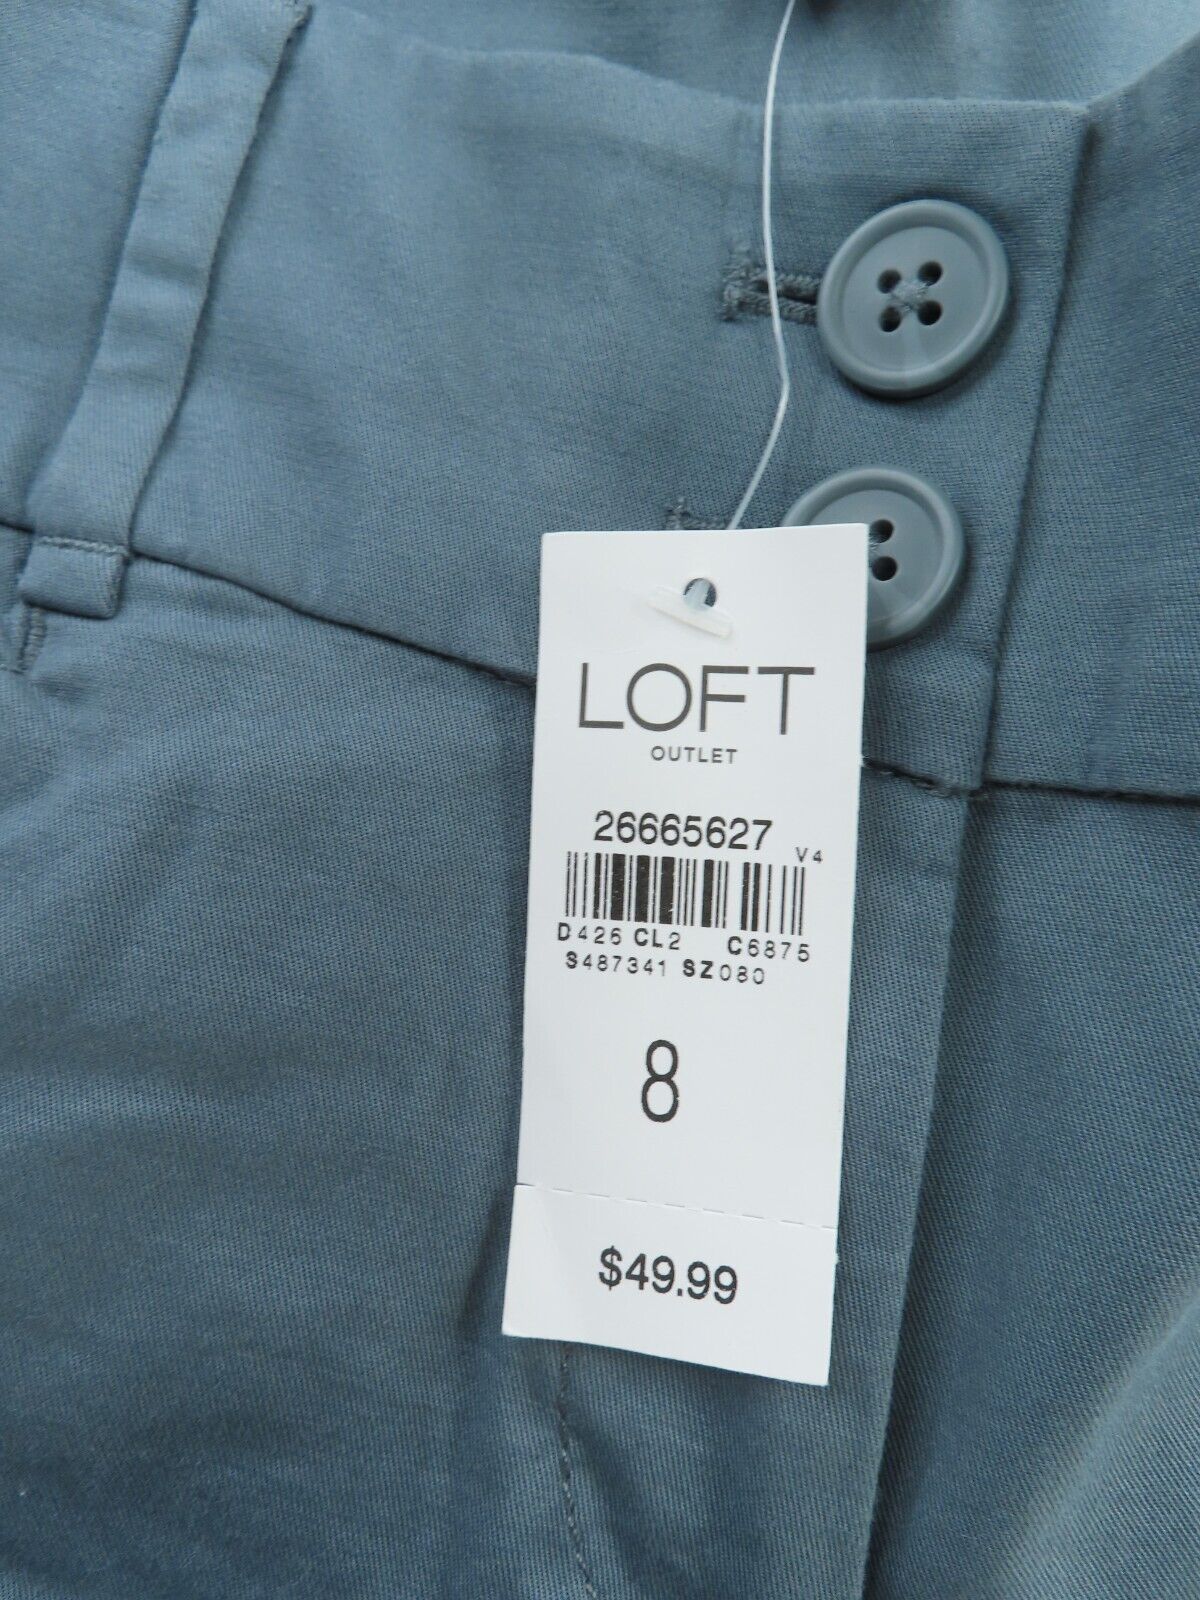 LOFT
OUTLET
26665627
V4
D426 CL2 C6875
S487341 SZ080
8
$49.99